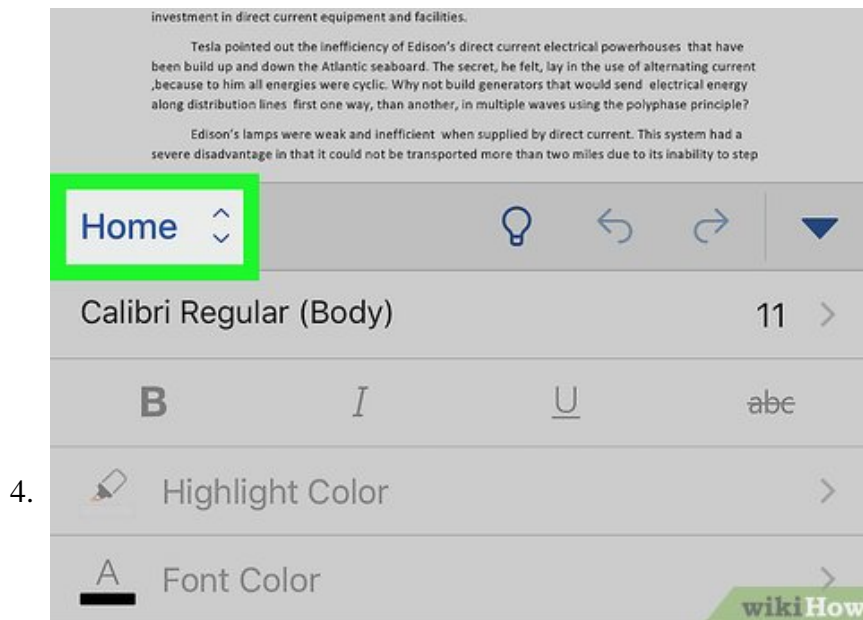 investment in direct current equipment and facilities.
Tesla pointed out the inefficiency of Edison's direct current electrical powerhouses that have
been build up and down the Atlantic seaboard. The secret, he felt, lay in the use of alternating current
,because to him all energies were cyclic. Why not build generators that would send electrical energy
along distribution lines first one way, than another, in multiple waves using the polyphase principle?
Edison's lamps were weak and inefficient when supplied by direct current. This system had a
severe disadvantage in that it could not be transported more than two miles due to its inability to step
Home
Calibri Regular (Body) 11
B I U abc
4.
Highlight Color
A Font Color
wikiHow